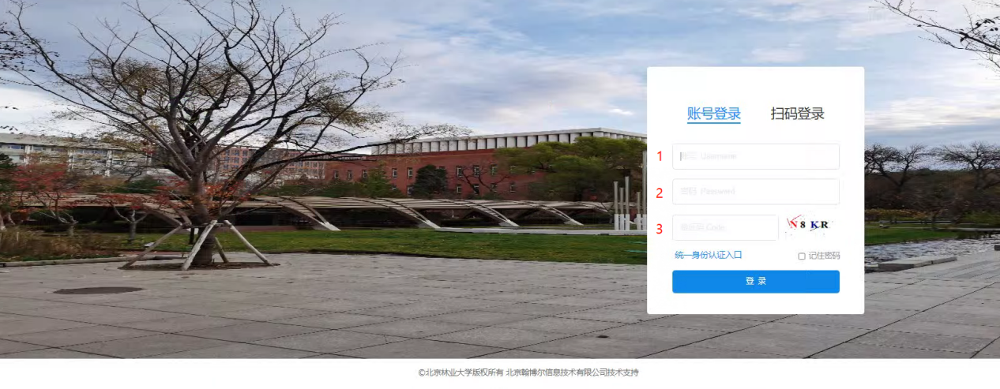 账号登录 扫码登录
1 账号 Username
2 密码 Password
3 验证码 Code N8KR
统一身份认证入口 记住密码
登 录
©北京林业大学版权所有 北京翰博尔信息技术有限公司技术支持